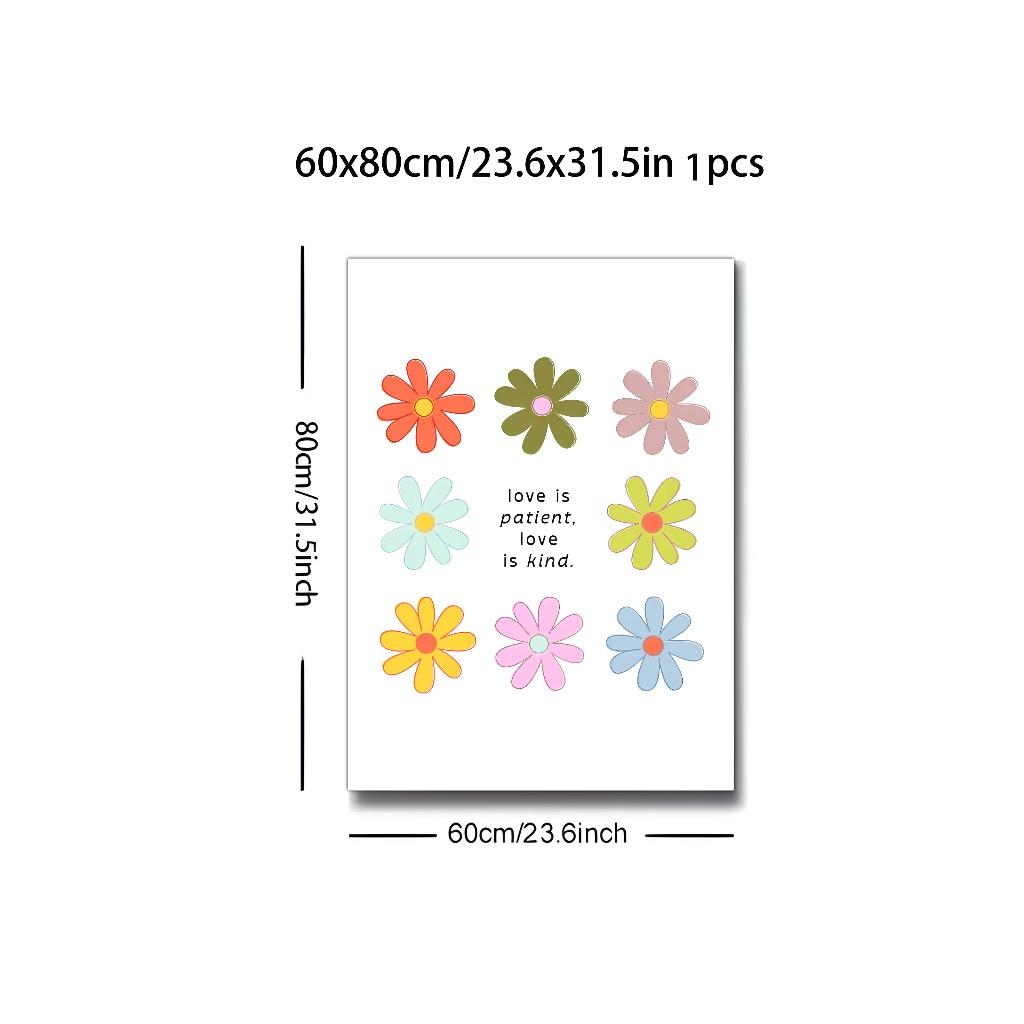 60x80cm/23.6x31.5in 1pcs
80cm/31.5inch
love is
patient,
love
is kind.
60cm/23.6inch